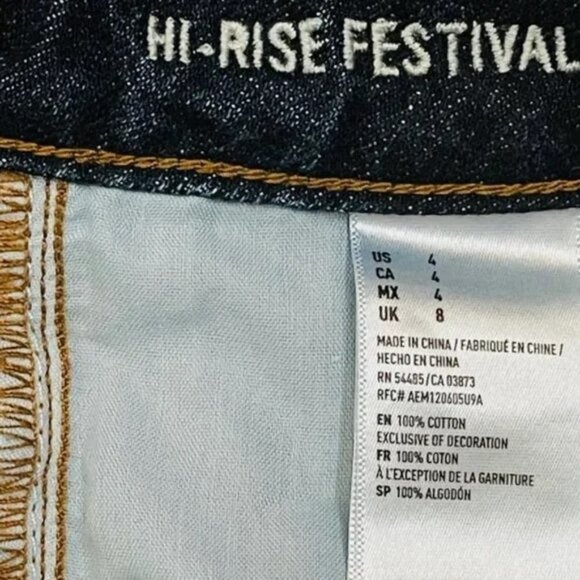 HI-RISE FESTIVAL
US 4
CA 4
MX 4
UK 8
MADE IN CHINA / FABRIQUÉ EN CHINE /
HECHO EN CHINA
RN 54485/CA 03873
RFC# AEM120605U9A
EN 100% COTTON
EXCLUSIVE OF DECORATION
FR 100% COTON
À L'EXCEPTION DE LA GARNITURE
SP 100% ALGODÓN